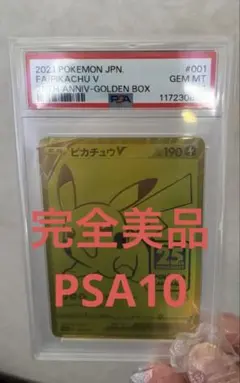 2021 POKEMON JPN. #001
FA/PIKACHU V GEM MT
ANNIV-GOLDEN BOX
PSA
ピカチュウV 190
完全美品
25
PSA10